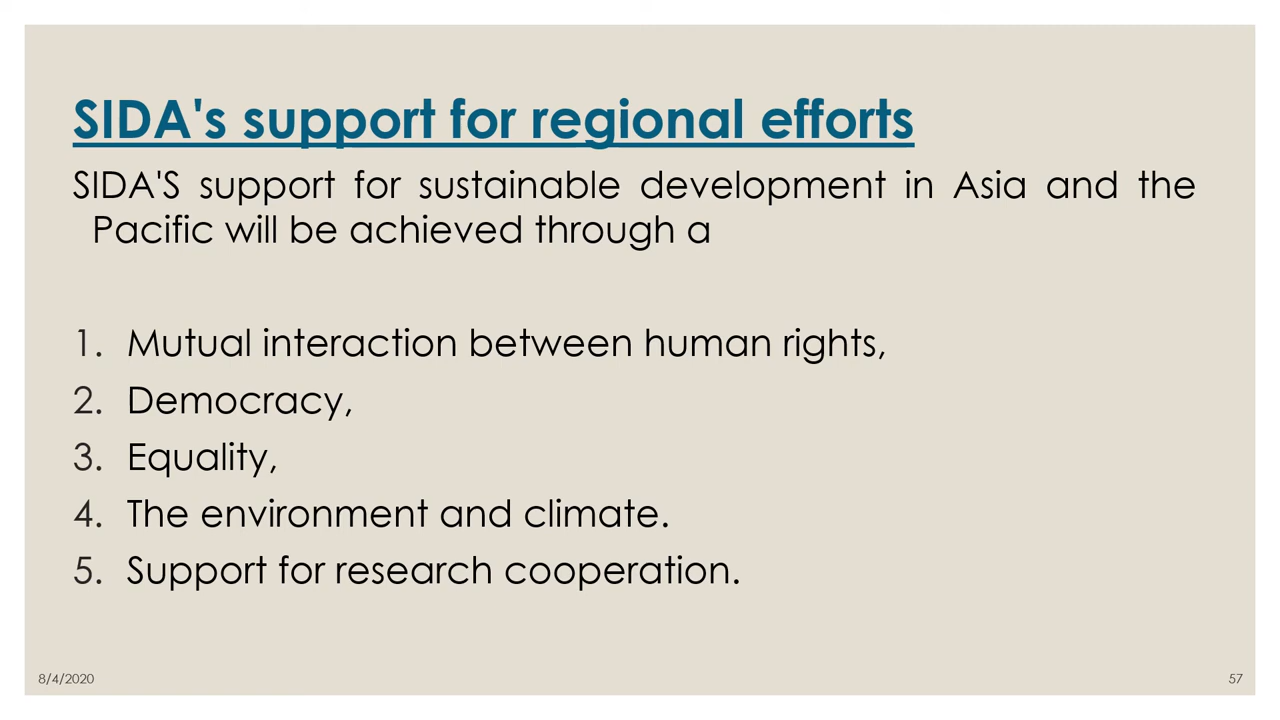 SIDA's support for regional efforts
SIDA'S support for sustainable development in Asia and the
Pacific will be achieved through a
1. Mutual interaction between human rights,
2. Democracy,
3. Equality,
4. The environment and climate.
5. Support for research cooperation.
8/4/2020
57